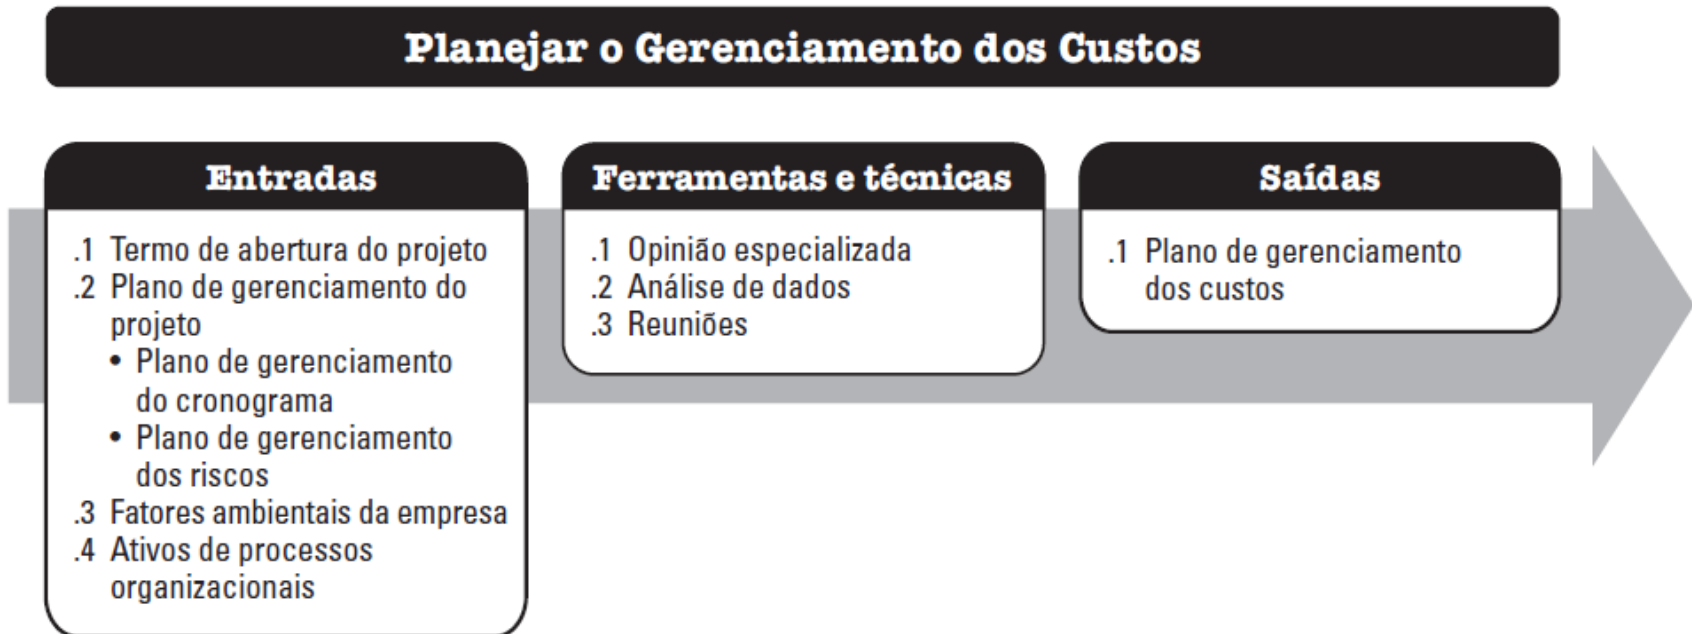 Planejar o Gerenciamento dos Custos
Entradas
.1 Termo de abertura do projeto
.2 Plano de gerenciamento do
projeto
• Plano de gerenciamento
do cronograma
• Plano de gerenciamento
dos riscos
.3 Fatores ambientais da empresa
.4 Ativos de processos
organizacionais
Ferramentas e técnicas
.1 Opinião especializada
.2 Análise de dados
.3 Reuniões
Saídas
.1 Plano de gerenciamento
dos custos